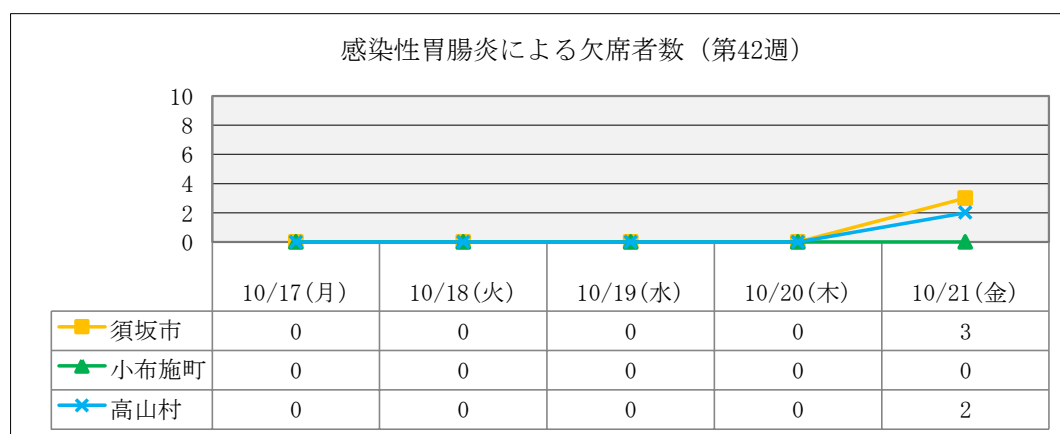 感染性胃腸炎による欠席者数（第42週）
10
8
6
4
2
0
10/17(月) 10/18(火) 10/19(水) 10/20(木) 10/21(金)
須坂市 0 0 0 0 3
小布施町 0 0 0 0 0
高山村 0 0 0 0 2